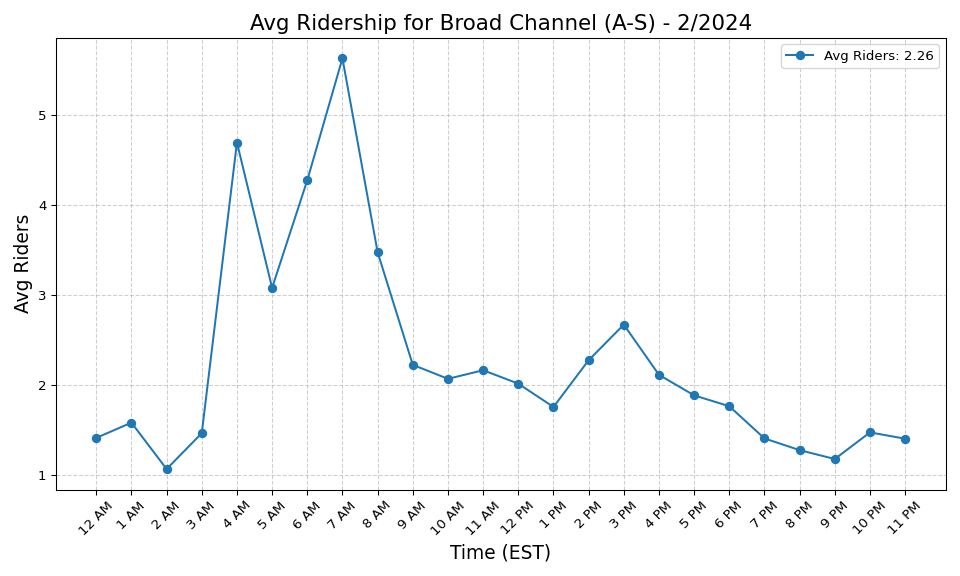 Avg Ridership for Broad Channel (A-S) - 2/2024
Avg Riders: 2.26
Avg Riders
5
4
3
2
1
12 AM
1 AM
2 AM
3 AM
4 AM
5 AM
6 AM
7 AM
8 AM
9 AM
10 AM
11 AM
12 PM
1 PM
2 PM
3 PM
4 PM
5 PM
6 PM
7 PM
8 PM
9 PM
10 PM
11 PM
Time (EST)